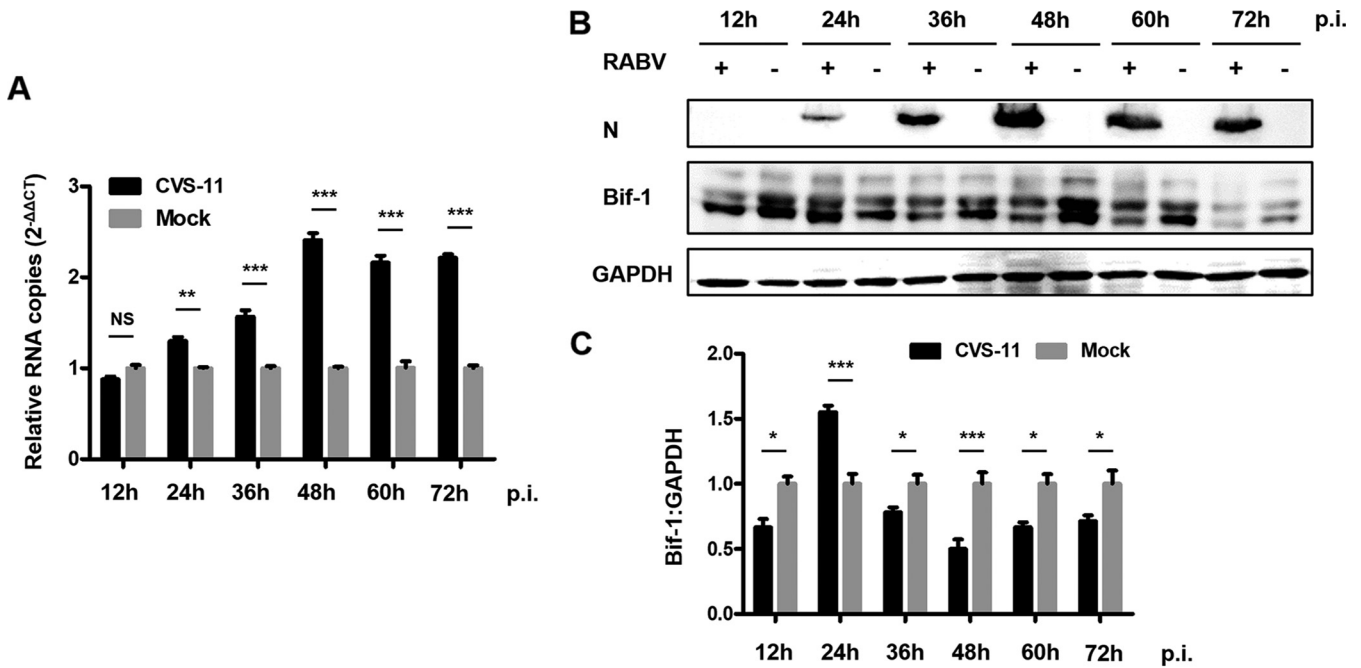 A
Relative RNA copies (2^-ΔΔCT)
3
2
1
0
CVS-11
Mock
NS
**
***
***
***
***
12h 24h 36h 48h 60h 72h p.i.
B
12h 24h 36h 48h 60h 72h p.i.
RABV
+ - + - + - + - + - + -
N
Bif-1
GAPDH
C
Bif-1:GAPDH
2.0
1.5
1.0
0.5
0.0
CVS-11 Mock
*
***
*
***
*
*
12h 24h 36h 48h 60h 72h p.i.